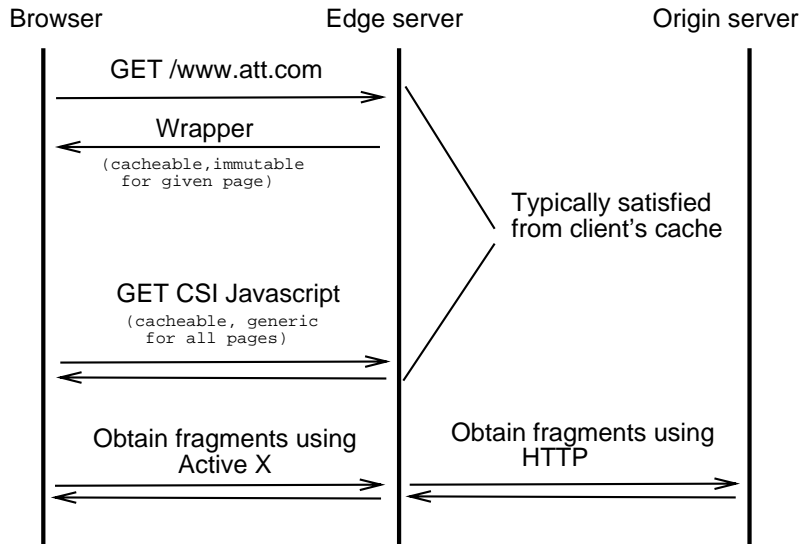 Browser
Edge server
Origin server
GET /www.att.com
Wrapper
(cacheable,immutable
for given page)
Typically satisfied
from client's cache
GET CSI Javascript
(cacheable, generic
for all pages)
Obtain fragments using
Active X
Obtain fragments using
HTTP